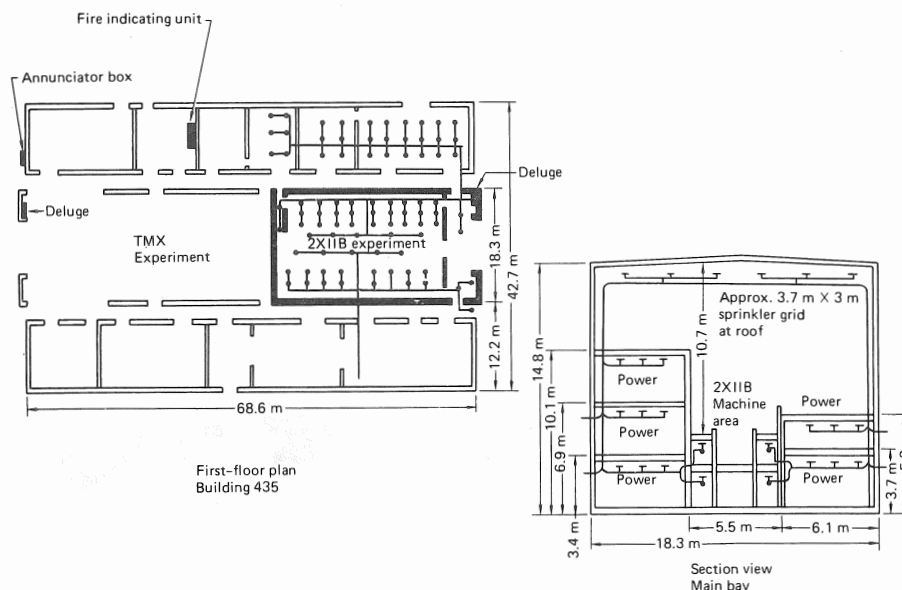 Fire indicating unit
Annunciator box
Deluge
Deluge
TMX
Experiment
2XIIB experiment
18.3 m
42.7 m
12.2 m
68.6 m
First-floor plan
Building 435
Approx. 3.7 m X 3 m
sprinkler grid
at roof
10.7 m
14.8 m
10.1 m
6.9 m
3.4 m
Power
Power
Power
2XIIB
Machine
area
Power
Power
3.7 m
5.5 m
6.1 m
18.3 m
Section view
Main bay